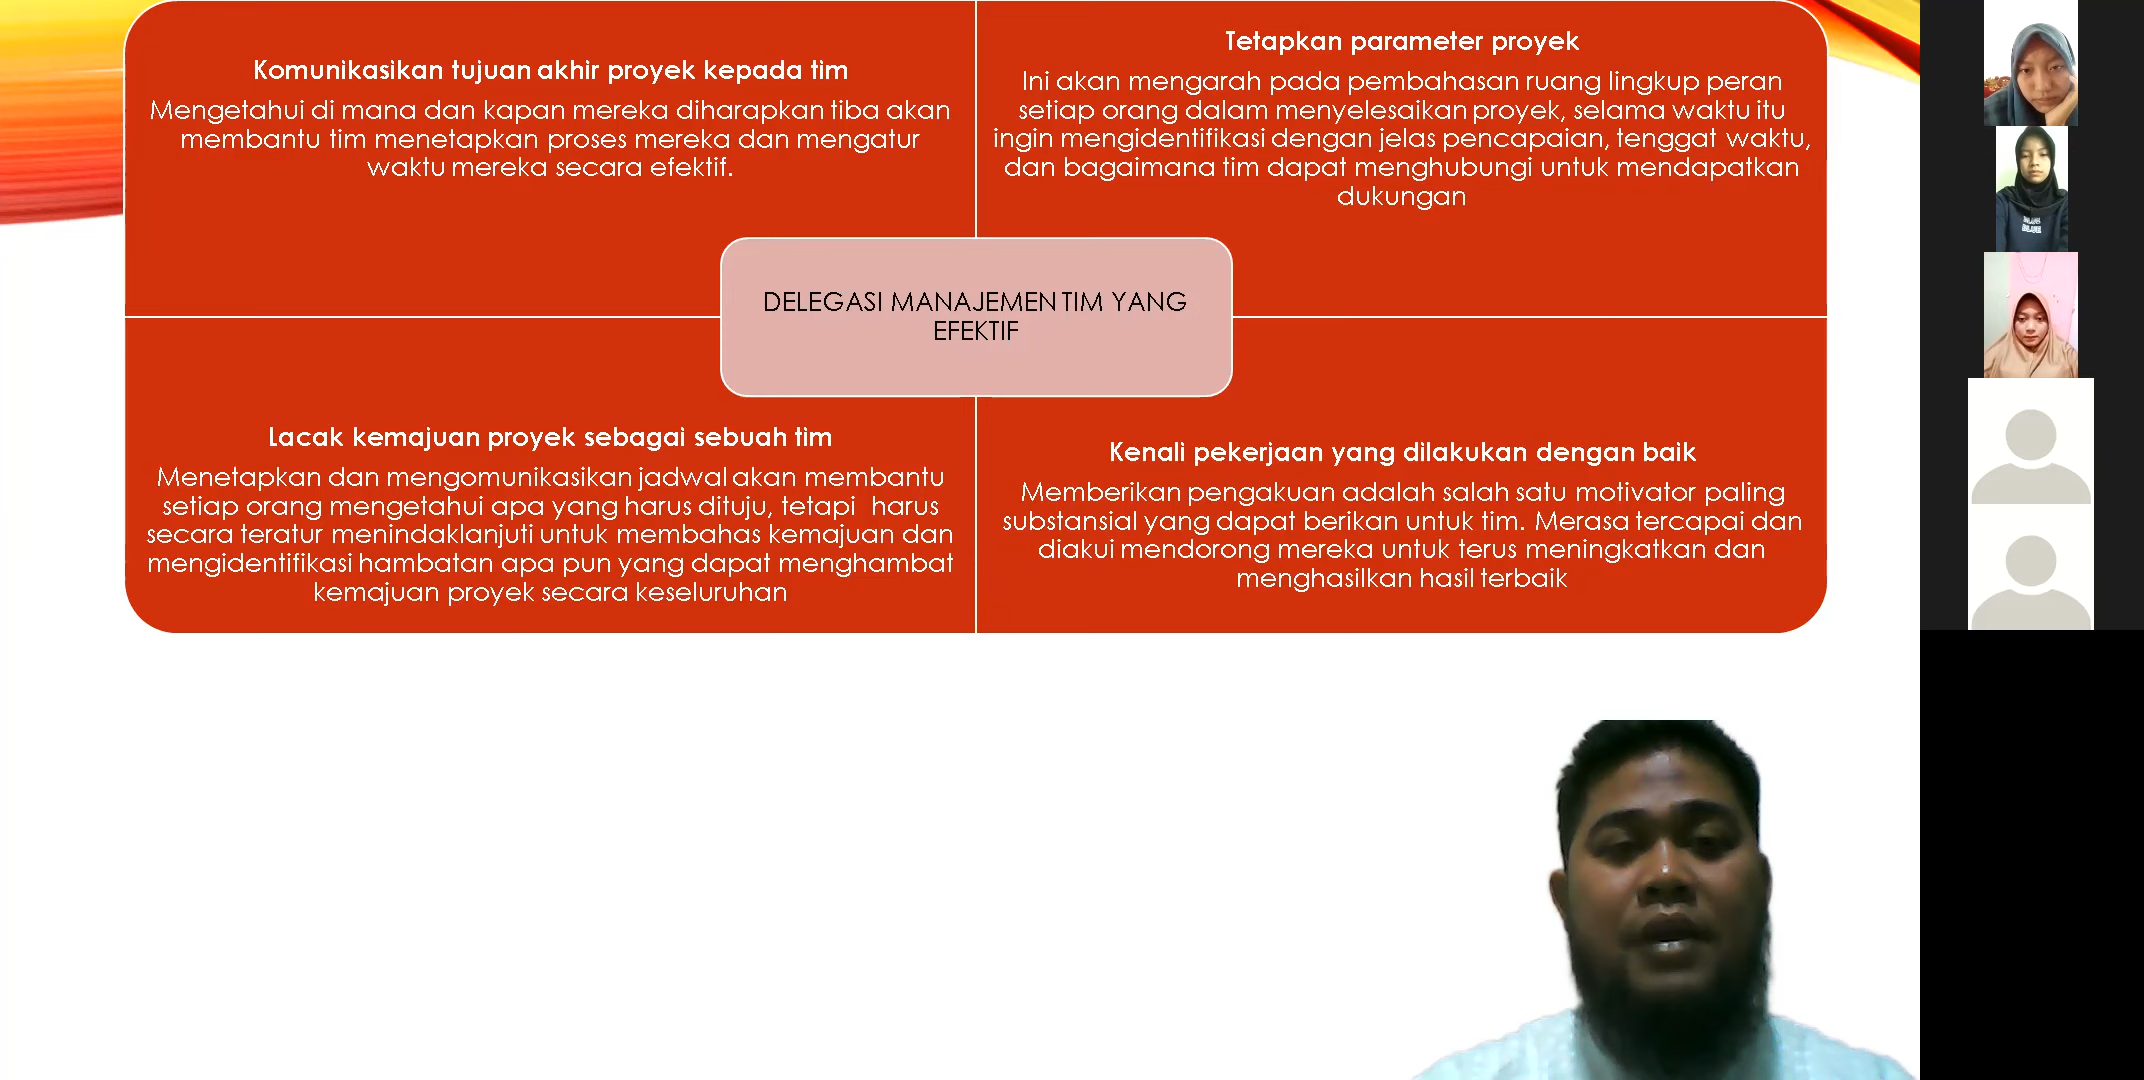 Komunikasikan tujuan akhir proyek kepada tim
Mengetahui di mana dan kapan mereka diharapkan tiba akan
membantu tim menetapkan proses mereka dan mengatur
waktu mereka secara efektif.
Tetapkan parameter proyek
Ini akan mengarah pada pembahasan ruang lingkup peran
setiap orang dalam menyelesaikan proyek, selama waktu itu
ingin mengidentifikasi dengan jelas pencapaian, tenggat waktu,
dan bagaimana tim dapat menghubungi untuk mendapatkan
dukungan
DELEGASI MANAJEMEN TIM YANG
EFEKTIF
Lacak kemajuan proyek sebagai sebuah tim
Menetapkan dan mengomunikasikan jadwal akan membantu
setiap orang mengetahui apa yang harus dituju, tetapi harus
secara teratur menindaklanjuti untuk membahas kemajuan dan
mengidentifikasi hambatan apa pun yang dapat menghambat
kemajuan proyek secara keseluruhan
Kenali pekerjaan yang dilakukan dengan baik
Memberikan pengakuan adalah salah satu motivator paling
substansial yang dapat berikan untuk tim. Merasa tercapai dan
diakui mendorong mereka untuk terus meningkatkan dan
menghasilkan hasil terbaik